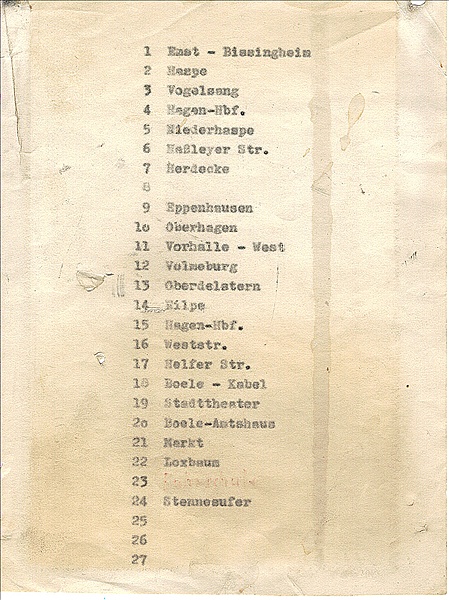 1 Emst - Bissingheim
2 Haspe
3 Vogelsang
4 Hagen-Hbf.
5 Niederhaspe
6 Haßleyer Str.
7 Herdecke
8
9 Eppenhausen
10 Oberhagen
11 Vorhalle - West
12 Volmeburg
13 Oberdelstern
14 Eilpe
15 Hagen-Hbf.
16 Weststr.
17 Helfer Str.
18 Boele - Kabel
19 Stadttheater
20 Boele-Amtshaus
21 Markt
22 Loxbaum
23
24 Stennesufer
25
26
27